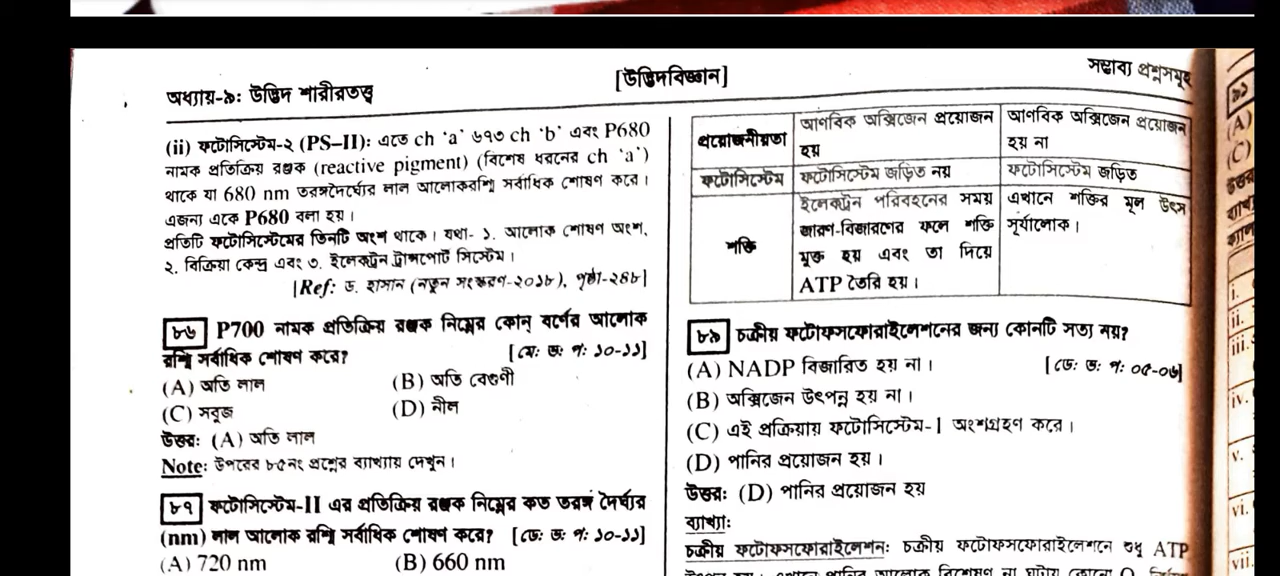 অধ্যায়-৯: উদ্ভিদ শারীরতত্ত্ব
[উদ্ভিদবিজ্ঞান]
সম্ভাব্য প্রশ্নসমূহ
(ii) ফটোসিস্টেম-২ (PS–II): এতে ch ‘a’ ৬৭৩ ch ‘b’ এবং P680
নামক প্রতিক্রিয় রঞ্জক (reactive pigment) (বিশেষ ধরনের ch ‘a’)
থাকে যা 680 nm তরঙ্গদৈর্ঘ্যের লাল আলোকরশ্মি সর্বাধিক শোষণ করে।
এজন্য একে P680 বলা হয়।
প্রতিটি ফটোসিস্টেমের তিনটি অংশ থাকে। যথা- ১. আলোক শোষণ অংশ,
২. বিক্রিয়া কেন্দ্র এবং ৩. ইলেকট্রন ট্রান্সপোর্ট সিস্টেম।
[Ref: ড. হাসান (নতুন সংস্করণ-২০১৮), পৃষ্ঠা-২৪৮]
৮৬ P700 নামক প্রতিক্রিয় রঞ্জক নিম্নের কোন্ বর্ণের আলোক
রশ্মি সর্বাধিক শোষণ করে? [মে: ভ: প: ১০-১১]
(A) অতি লাল (B) অতি বেগুণী
(C) সবুজ (D) নীল
উত্তর: (A) অতি লাল
Note: উপরের ৮৫নং প্রশ্নের ব্যাখ্যায় দেখুন।
৮৭ ফটোসিস্টেম-II এর প্রতিক্রিয় রঞ্জক নিম্নের কত তরঙ্গ দৈর্ঘ্যের
(nm) লাল আলোক রশ্মি সর্বাধিক শোষণ করে? [ডে: ভ: প: ১০-১১]
(A) 720 nm (B) 660 nm
প্রয়োজনীয়তা আণবিক অক্সিজেন প্রয়োজন আণবিক অক্সিজেন প্রয়োজন
হয় হয় না
ফটোসিস্টেম ফটোসিস্টেম জড়িত নয় ফটোসিস্টেম জড়িত
ইলেকট্রন পরিবহনের সময় এখানে শক্তির মূল উৎস
শক্তি জারণ-বিজারণের ফলে শক্তি সূর্যালোক।
মুক্ত হয় এবং তা দিয়ে
ATP তৈরি হয়।
৮৯ চক্রীয় ফটোফসফোরাইলেশনের জন্য কোনটি সত্য নয়?
(A) NADP বিজারিত হয় না। [ডে: ভ: প: ০৫-০৬]
(B) অক্সিজেন উৎপন্ন হয় না।
(C) এই প্রক্রিয়ায় ফটোসিস্টেম-1 অংশগ্রহণ করে।
(D) পানির প্রয়োজন হয়।
উত্তর: (D) পানির প্রয়োজন হয়
ব্যাখ্যা:
চক্রীয় ফটোফসফোরাইলেশন: চক্রীয় ফটোফসফোরাইলেশনে শুধু ATP
৯১
(A)
(C)
i.
ii.
iii.
iv.
v.
vi.
vii.